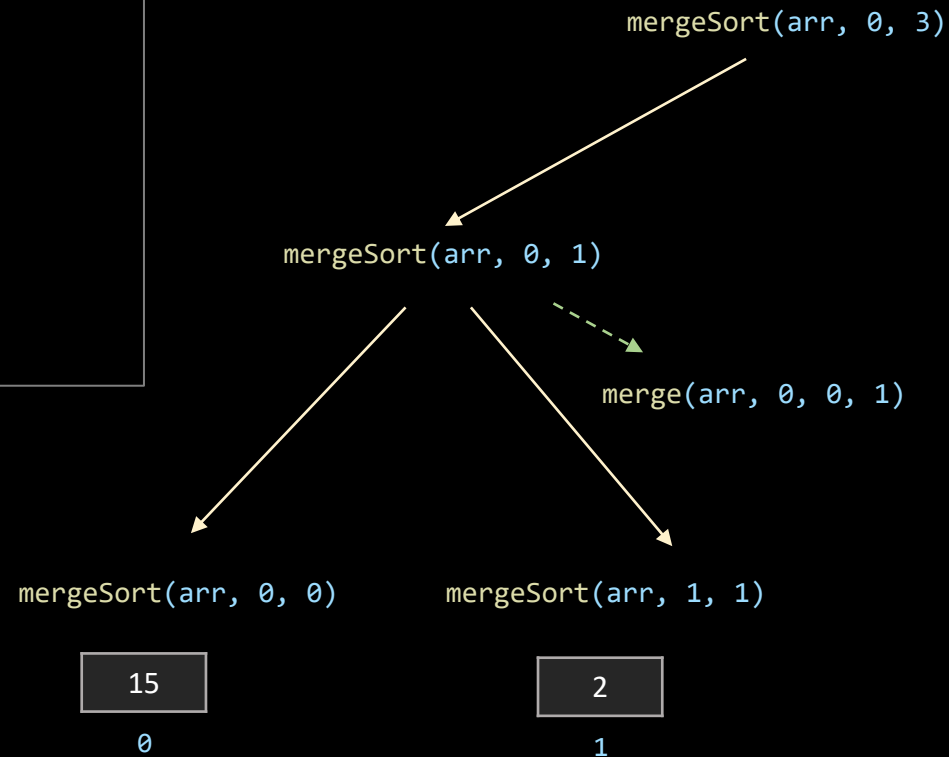 mergeSort(arr, 0, 3)
mergeSort(arr, 0, 1)
merge(arr, 0, 0, 1)
mergeSort(arr, 0, 0)
mergeSort(arr, 1, 1)
15
2
0
1